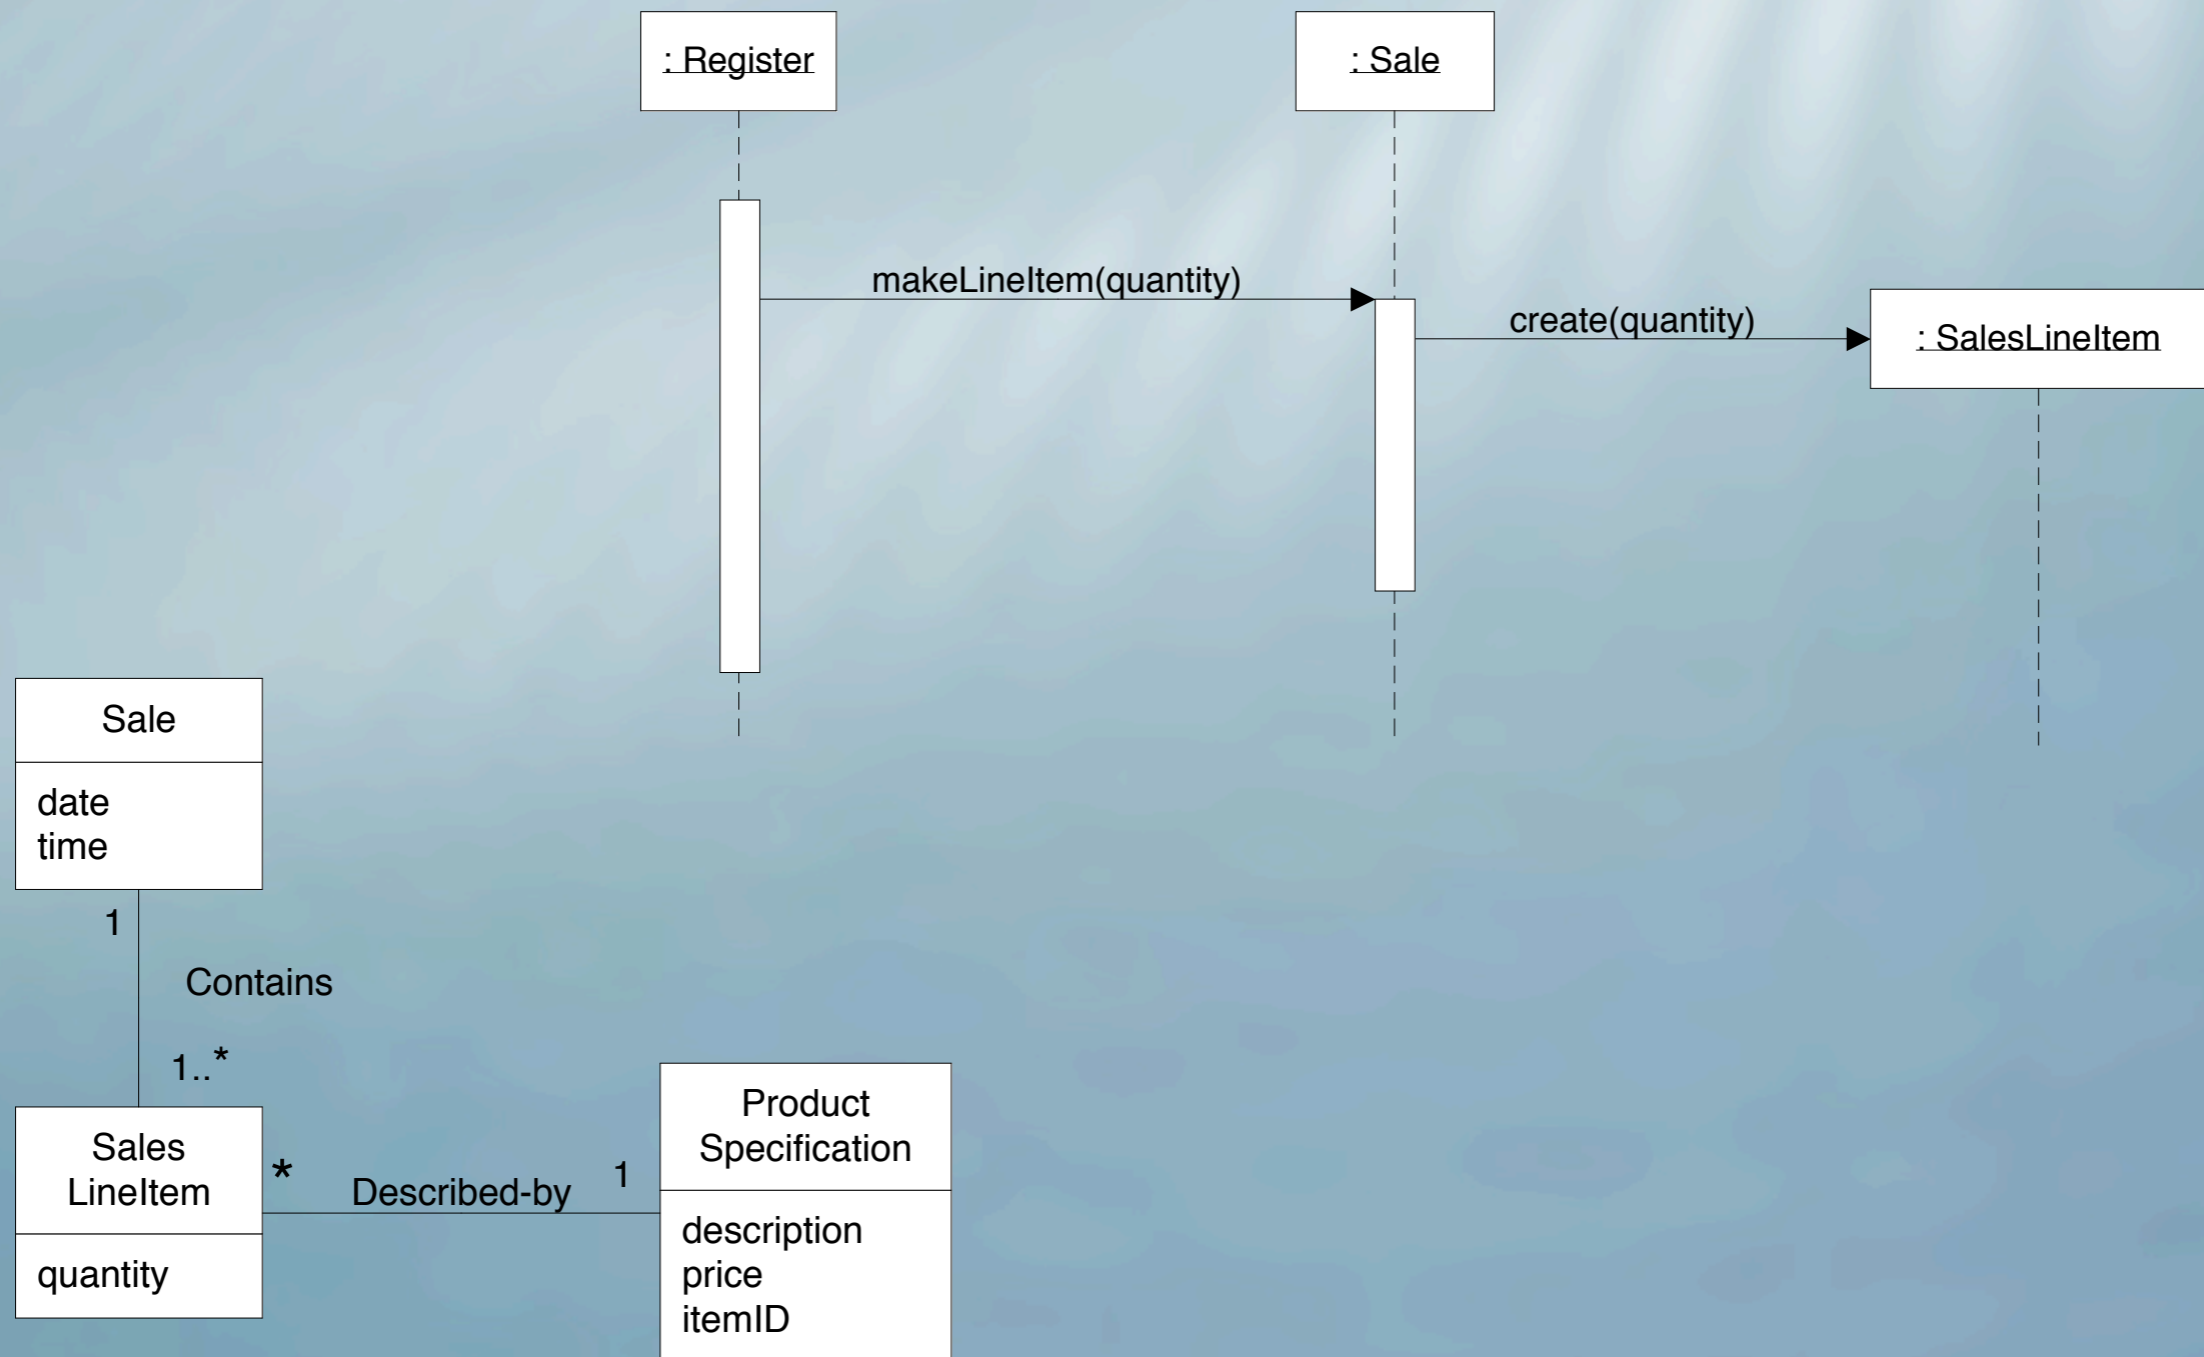 : Register
: Sale
makeLineItem(quantity)
create(quantity)
: SalesLineItem
Sale
date
time
1
Contains
1..*
Sales
LineItem
quantity
*
Described-by
1
Product
Specification
description
price
itemID